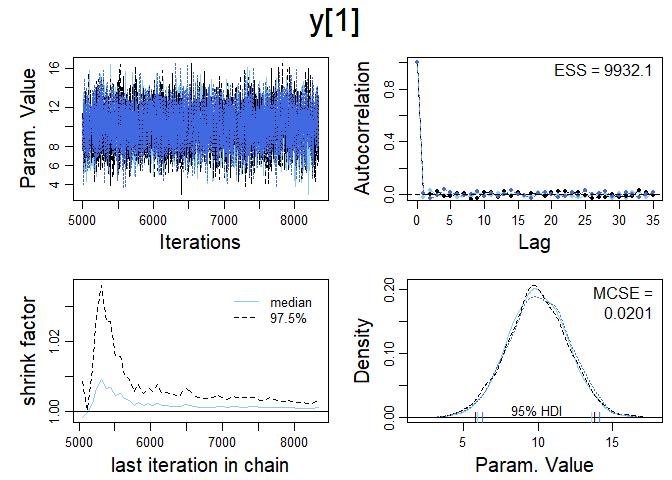 y[1]
Param. Value
4
6
8
12
16
5000
6000
7000
8000
Iterations
Autocorrelation
0.0
0.4
0.8
ESS = 9932.1
0
5
10
15
20
25
30
35
Lag
shrink factor
1.00
1.02
median
97.5%
5000
6000
7000
8000
last iteration in chain
Density
0.00
0.10
0.20
MCSE =
0.0201
95% HDI
5
10
15
Param. Value